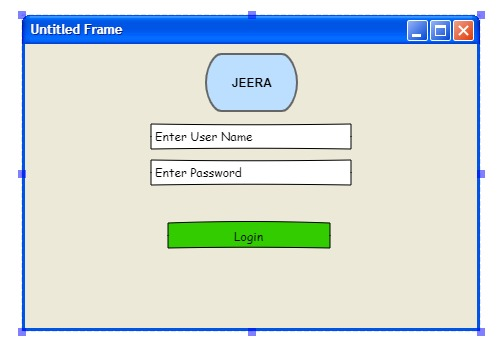 Untitled Frame
JEERA
Enter User Name
Enter Password
Login